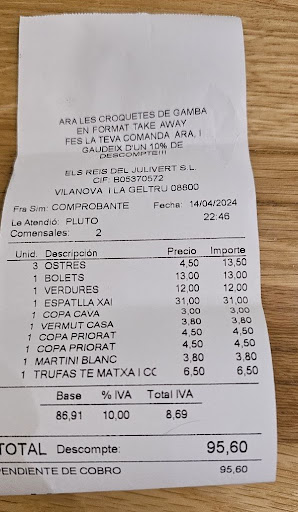 ARA LES CROQUETES DE GAMBA
EN FORMAT TAKE AWAY
FES LA TEVA COMANDA ARA, I
GAUDEIX D'UN 10% DE
DESCOMPTE!!!
ELS REIS DEL JULIVERT S.L.
CIF: B05370572
VILANOVA I LA GELTRU 08800
Fra Sim: COMPROBANTE Fecha: 14/04/2024
Le Atendió: PLUTO 22:46
Comensales: 2
Unid. Descripción Precio Importe
3 OSTRES 4,50 13,50
1 BOLETS 13,00 13,00
1 VERDURES 12,00 12,00
1 ESPATLLA XAI 31,00 31,00
1 COPA CAVA 3,00 3,00
1 VERMUT CASA 3,80 3,80
1 COPA PRIORAT 4,50 4,50
1 COPA PRIORAT 4,50 4,50
1 MARTINI BLANC 3,80 3,80
1 TRUFAS TE MATXA I CC 6,50 6,50
Base % IVA Total IVA
86,91 10,00 8,69
TOTAL Descompte: 95,60
PENDIENTE DE COBRO 95,60